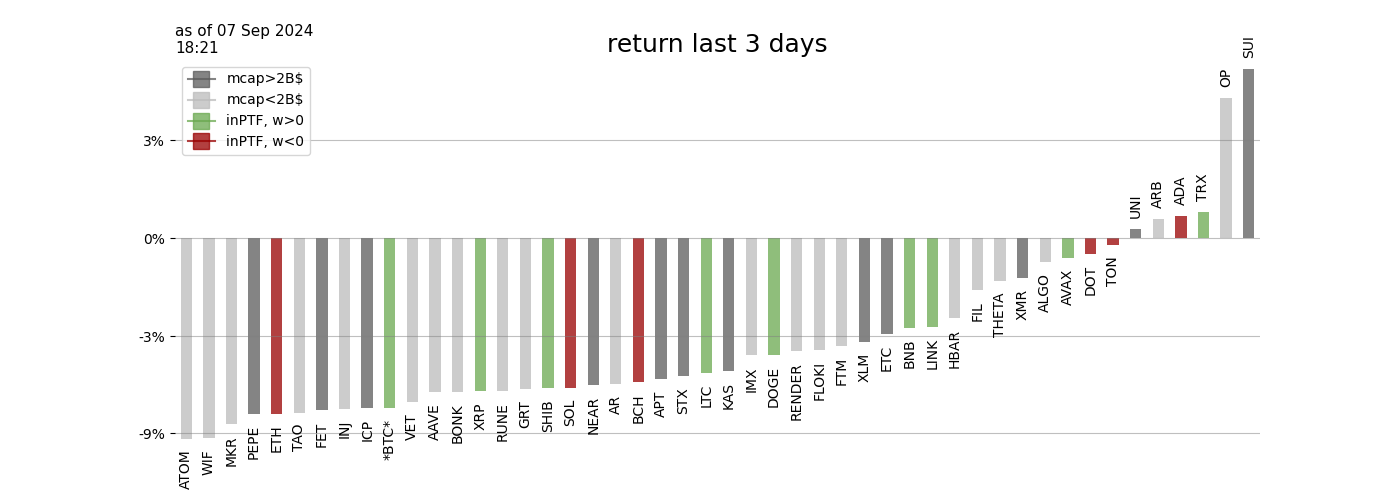 as of 07 Sep 2024
18:21
return last 3 days
mcap>2B$
mcap<2B$
inPTF, w>0
inPTF, w<0
3%
0%
-3%
-9%
ATOM
WIF
MKR
PEPE
ETH
TAO
FET
INJ
ICP
*BTC*
VET
AAVE
BONK
XRP
RUNE
GRT
SHIB
SOL
NEAR
AR
BCH
APT
STX
LTC
KAS
IMX
DOGE
RENDER
FLOKI
FTM
XLM
ETC
BNB
LINK
HBAR
FIL
THETA
XMR
ALGO
AVAX
DOT
TON
UNI
ARB
ADA
TRX
OP
SUI